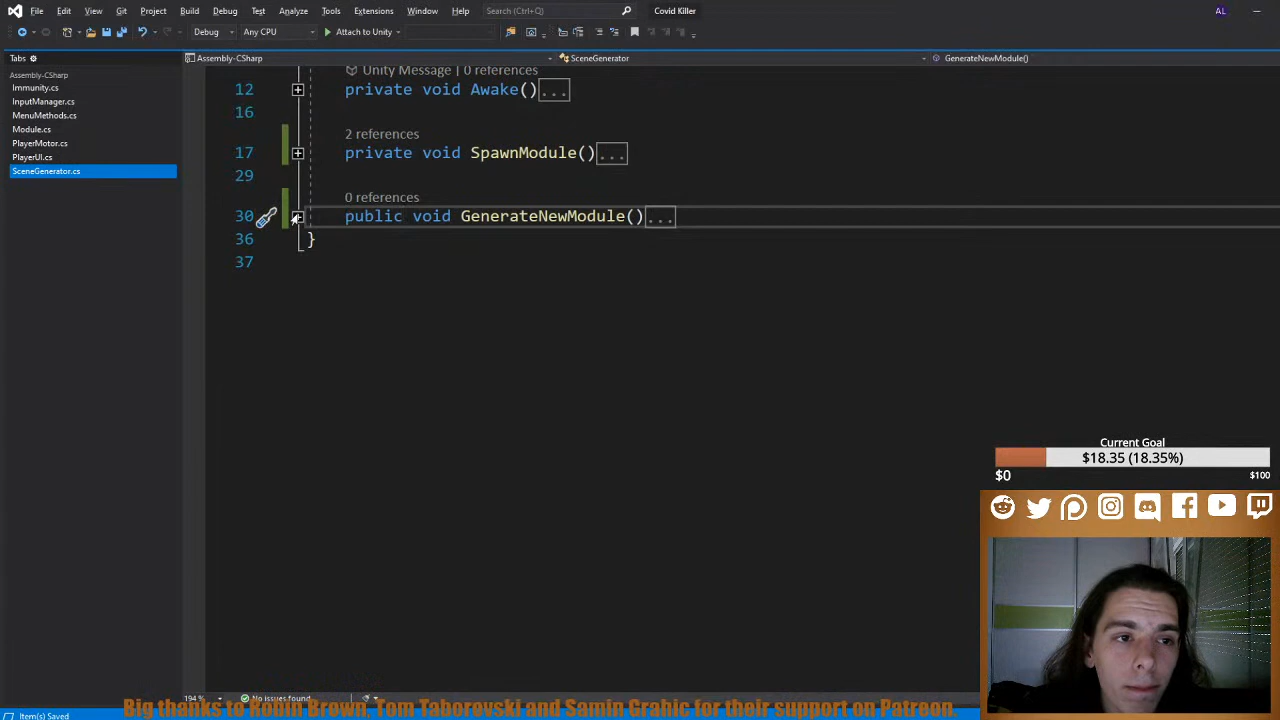 File Edit View Git Project Build Debug Test Analyze Tools Extensions Window Help Search (Ctrl+Q) Covid Killer AL
Debug Any CPU Attach to Unity
Tabs Assembly-CSharp SceneGenerator GenerateNewModule()
Assembly-CSharp
Immunity.cs
InputManager.cs
MenuMethods.cs
Module.cs
PlayerMotor.cs
PlayerUI.cs
SceneGenerator.cs
Unity Message | 0 references
12 private void Awake()...
16
2 references
17 private void SpawnModule()...
29
0 references
30 public void GenerateNewModule()...
36 }
37
Current Goal
$18.35 (18.35%)
$0 $100
194 % No issues found
Big thanks to Robin Brown, Tom Taborovski and Samin Grahic for their support on Patreon.
Item(s) Saved